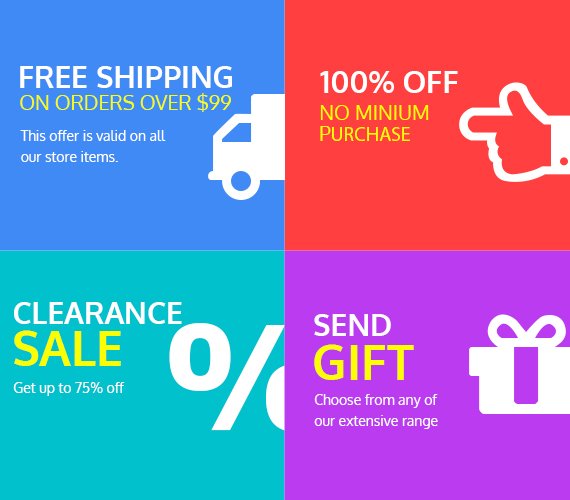 FREE SHIPPING
ON ORDERS OVER $99
This offer is valid on all
our store items.
100% OFF
NO MINIUM
PURCHASE
CLEARANCE
SALE
Get up to 75% off
%
SEND
GIFT
Choose from any of
our extensive range